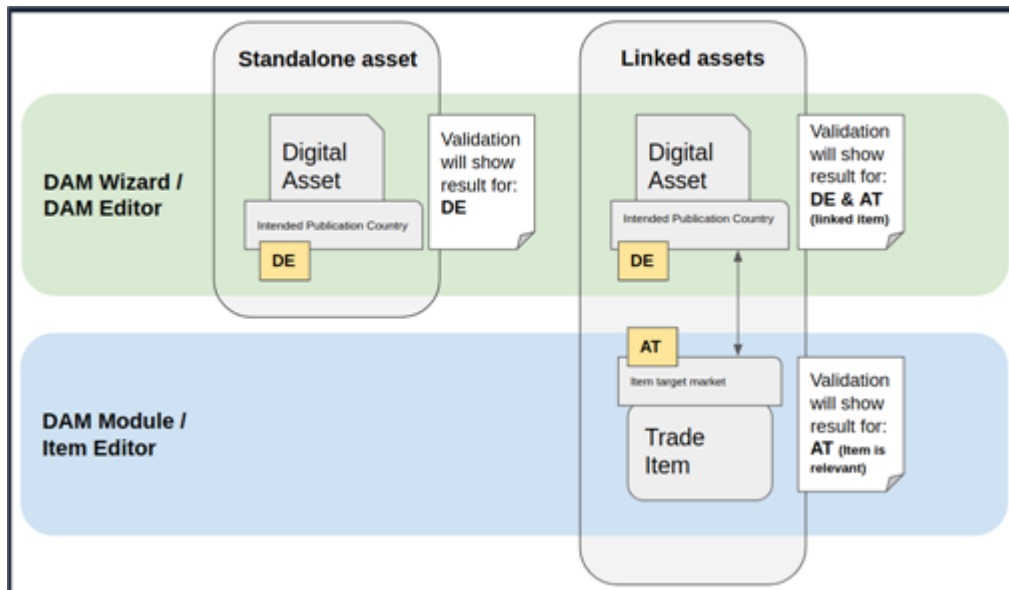 Standalone asset
Linked assets
DAM Wizard /
DAM Editor
Digital
Asset
Intended Publication Country
DE
Validation
will show
result for:
DE
Digital
Asset
Intended Publication Country
DE
Validation
will show
result for:
DE & AT
(linked item)
DAM Module /
Item Editor
AT
Item target market
Trade
Item
Validation
will show
result for:
AT (Item is
relevant)